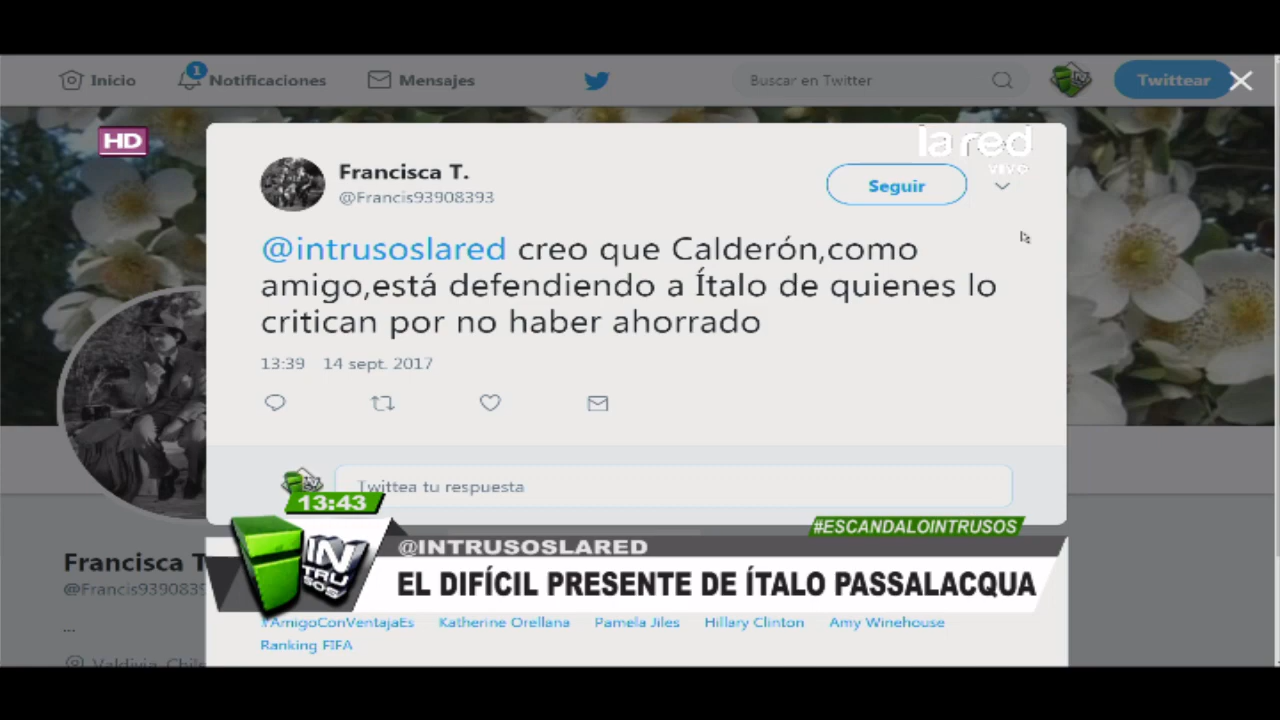 Inicio
1
Notificaciones
Mensajes
Buscar en Twitter
Twittear
HD
la red
VIVO
Francisca T.
@Francis93908393
Seguir
@intrusoslared creo que Calderón,como
amigo,está defendiendo a Ítalo de quienes lo
critican por no haber ahorrado
13:39 14 sept. 2017
Twittea tu respuesta
13:43
#ESCANDALOINTRUSOS
INTRUSOS
@INTRUSOSLARED
EL DIFÍCIL PRESENTE DE ÍTALO PASSALACQUA
Francisca T
@Francis9390839
...
Valdivia, Chile
#AmigoConVentajaEs Katherine Orellana Pamela Jiles Hillary Clinton Amy Winehouse
Ranking FIFA